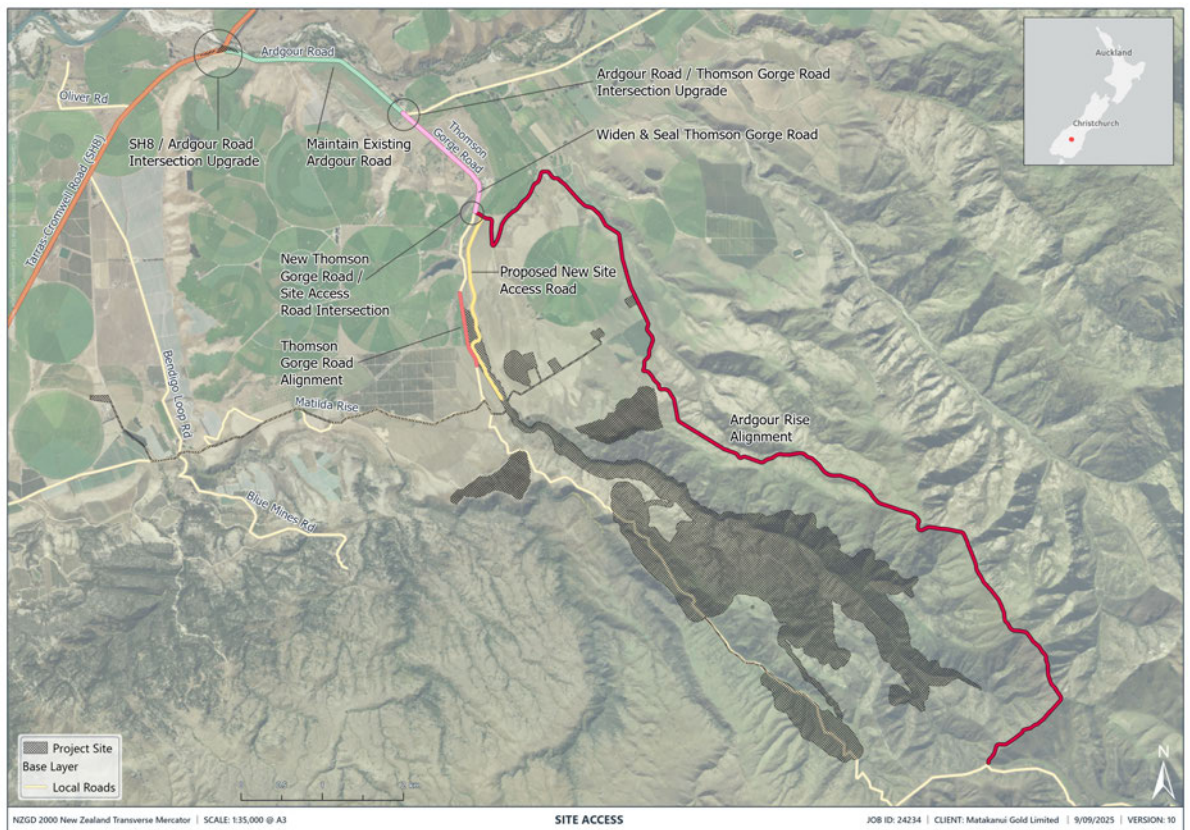 Ardgour Road
Auckland
Christchurch
Oliver Rd
Ardgour Road / Thomson Gorge Road
Intersection Upgrade
SH8 / Ardgour Road
Intersection Upgrade
Maintain Existing
Ardgour Road
Thomson
Gorge Road
Widen & Seal Thomson Gorge Road
Tarras Cromwell Road (SH8)
New Thomson
Gorge Road /
Site Access
Road Intersection
Proposed New Site
Access Road
Thomson
Gorge Road
Alignment
Bendigo Loop Rd
Matilda Rise
Ardgour Rise
Alignment
Blue Mines Rd
Project Site
Base Layer
Local Roads
N
NZGD 2000 New Zealand Transverse Mercator | SCALE: 1:35,000 @ A3
SITE ACCESS
JOB ID: 24234 | CLIENT: Matakanui Gold Limited | 9/09/2025 | VERSION: 10